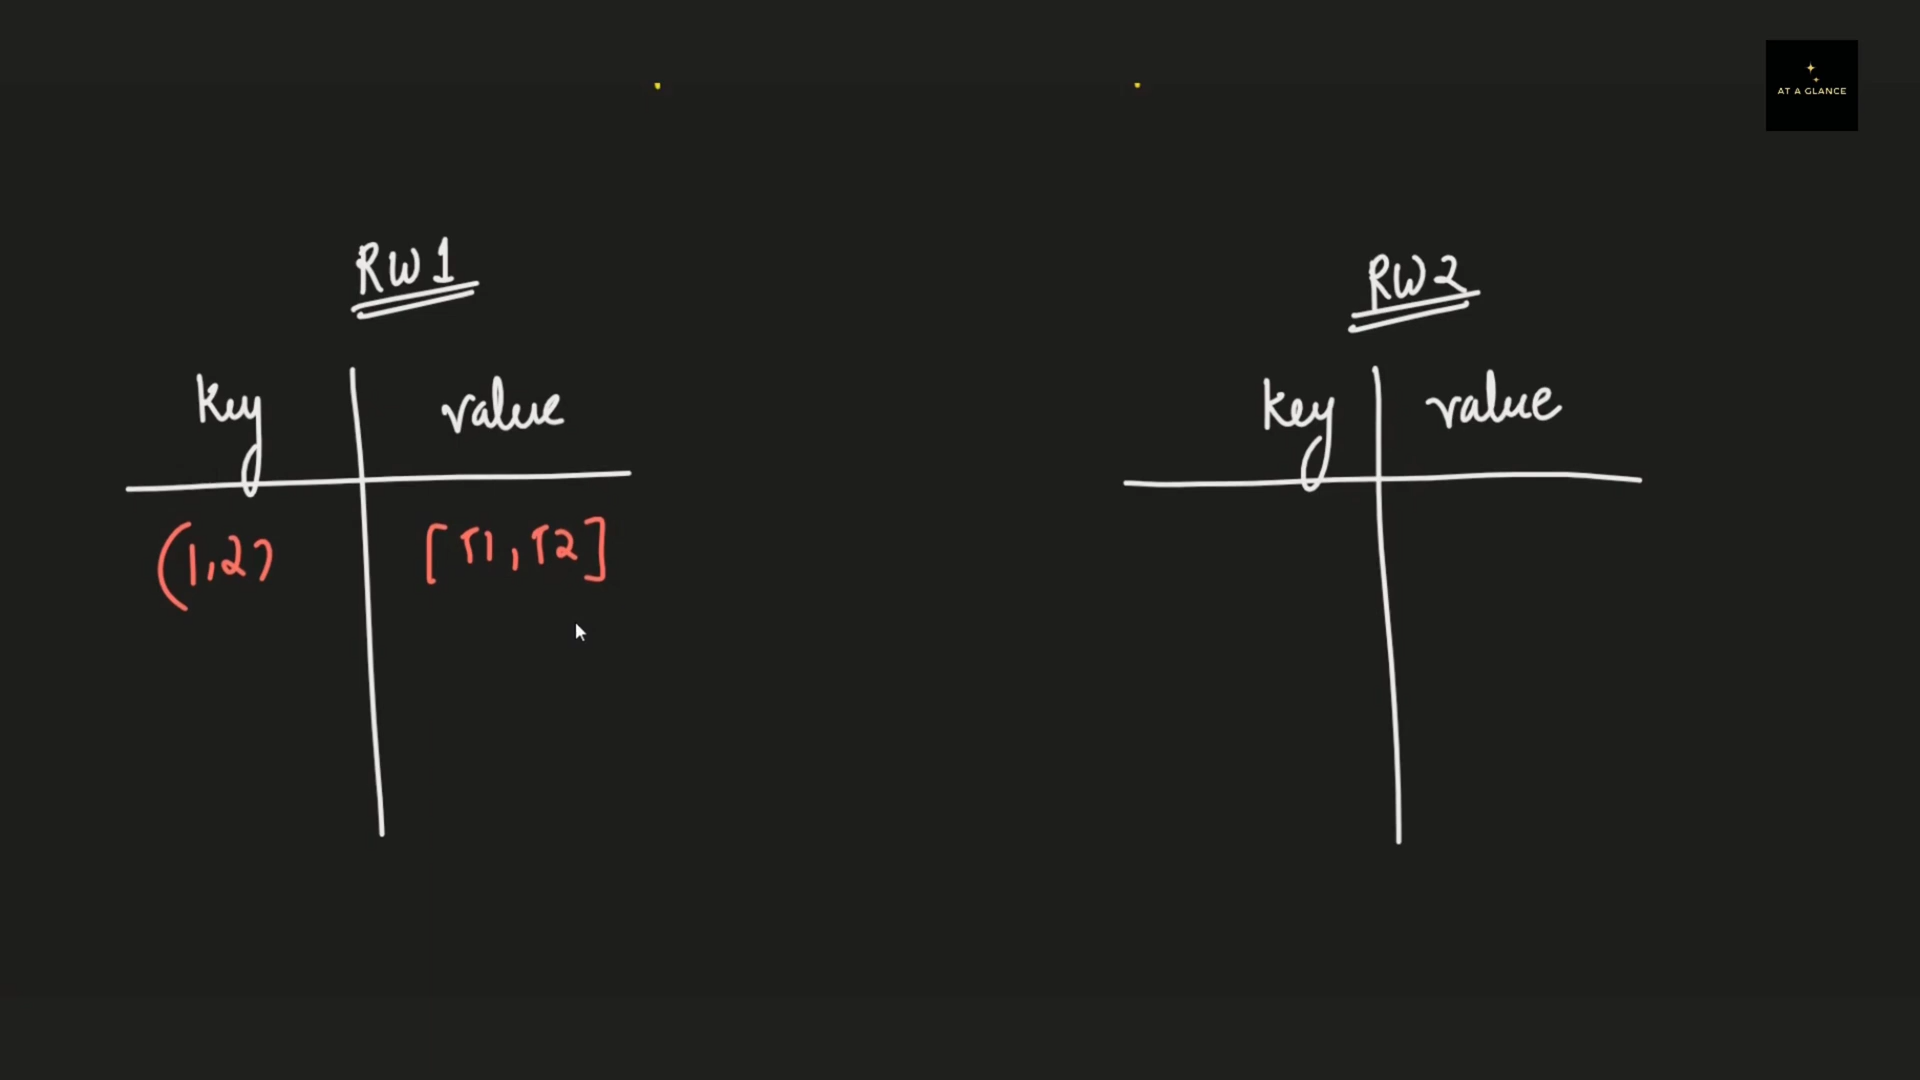 AT A GLANCE
RW1
RW2
key value
key value
(1,2) [r1, r2]